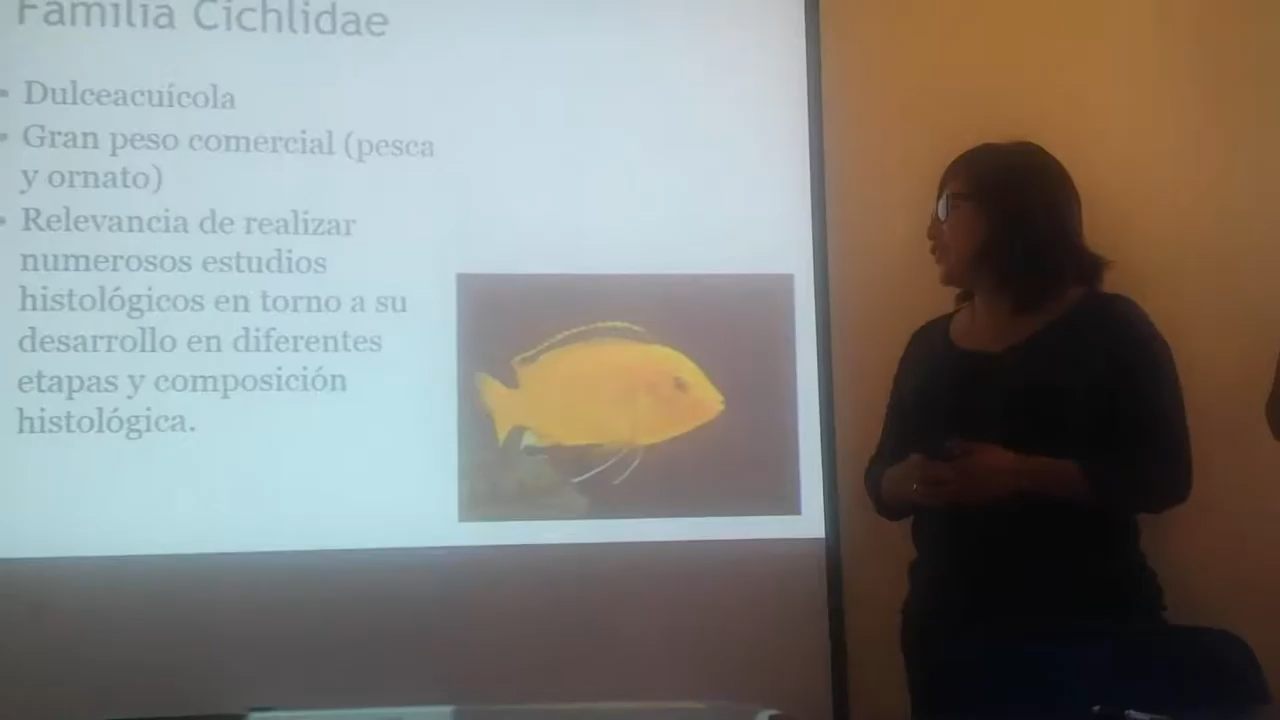 Familia Cichlidae
Dulceacuícola
Gran peso comercial (pesca
y ornato)
Relevancia de realizar
numerosos estudios
histológicos en torno a su
desarrollo en diferentes
etapas y composición
histológica.